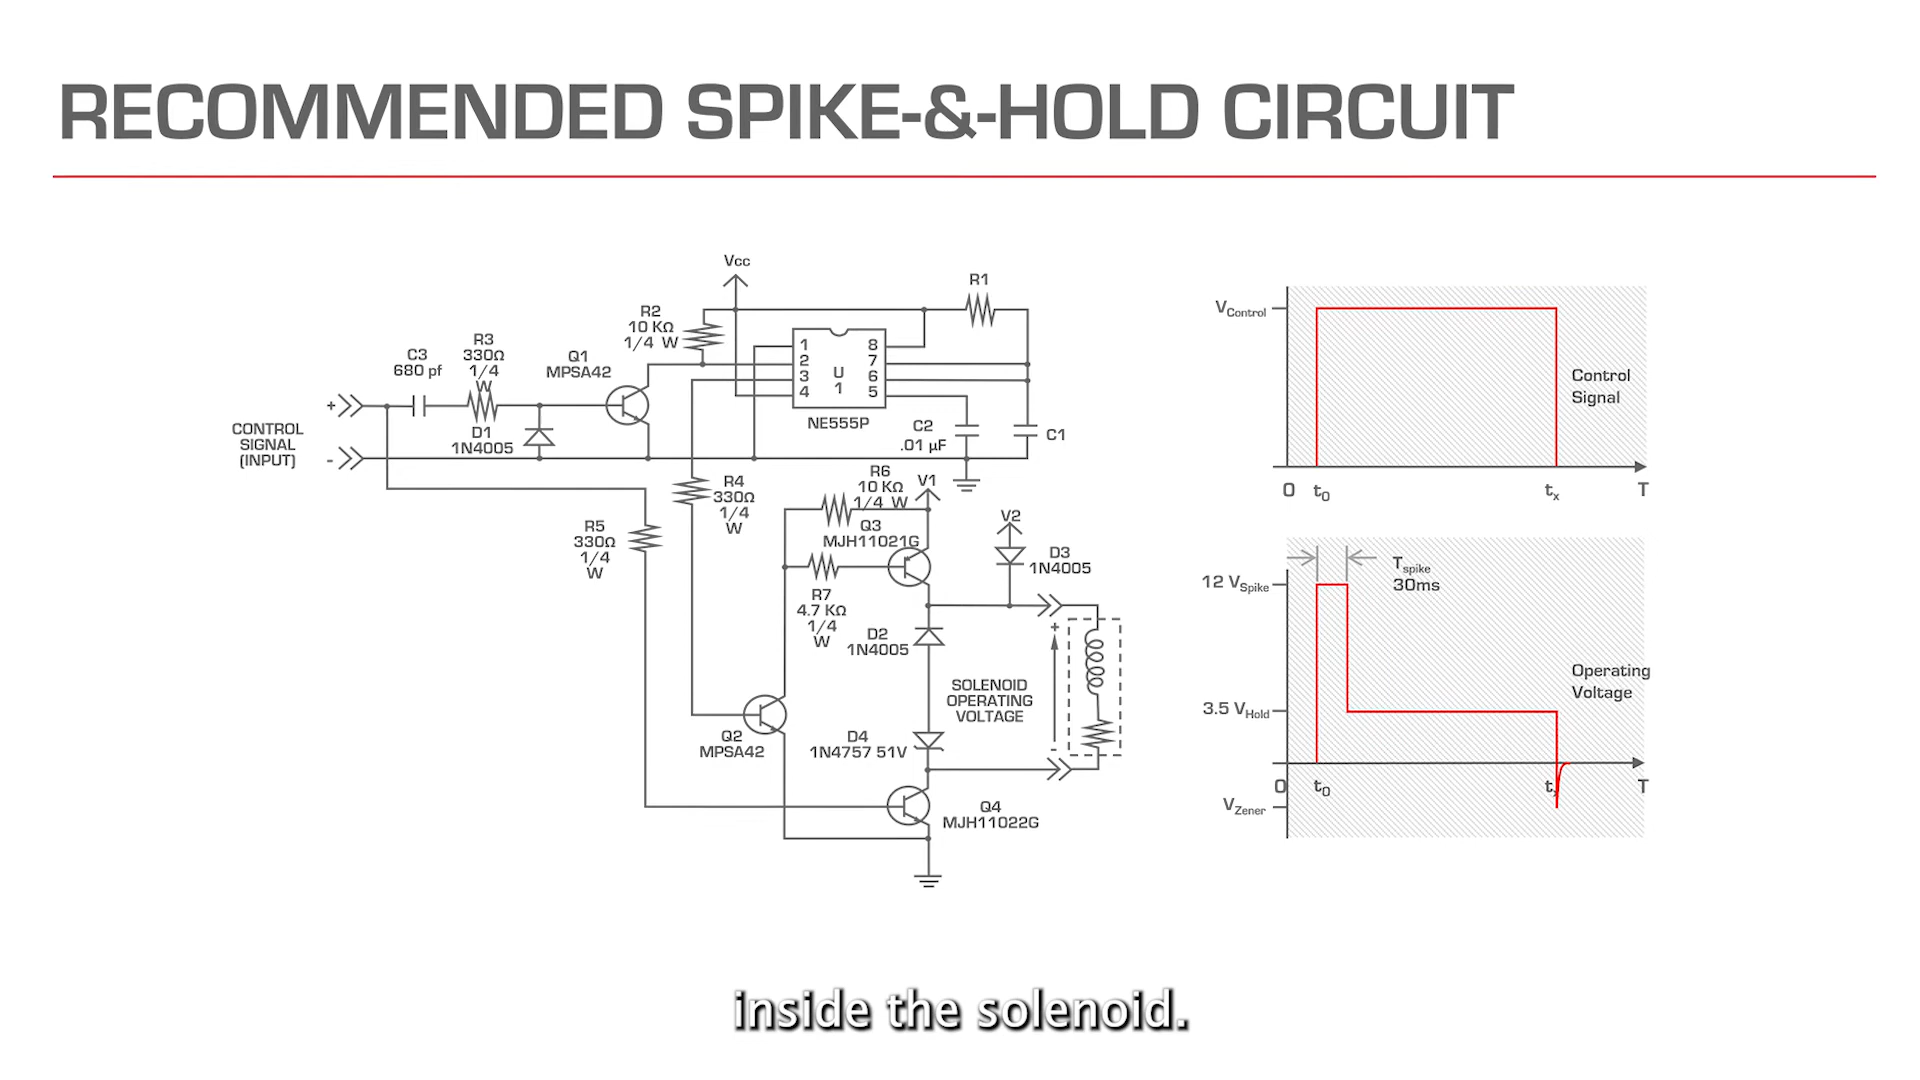 RECOMMENDED SPIKE-&-HOLD CIRCUIT
Vcc
R1
R2
10 KΩ
1/4 W
R3
330Ω
1/4
W
C3
680 pf
Q1
MPSA42
1 8
2 7
3 6
4 5
U
1
NE555P
+
CONTROL
SIGNAL
(INPUT)
-
D1
1N4005
C2
.01 µF
C1
R4
330Ω
1/4
W
R6
10 KΩ
1/4 W
V1
Q3
MJH11021G
V2
D3
1N4005
R5
330Ω
1/4
W
R7
4.7 KΩ
1/4
W
D2
1N4005
+
SOLENOID
OPERATING
VOLTAGE
-
Q2
MPSA42
D4
1N4757 51V
Q4
MJH11022G
VControl
Control
Signal
0 t0 tx T
Tspike
30ms
12 VSpike
Operating
Voltage
3.5 VHold
0 t0 tx T
VZener
inside the solenoid.